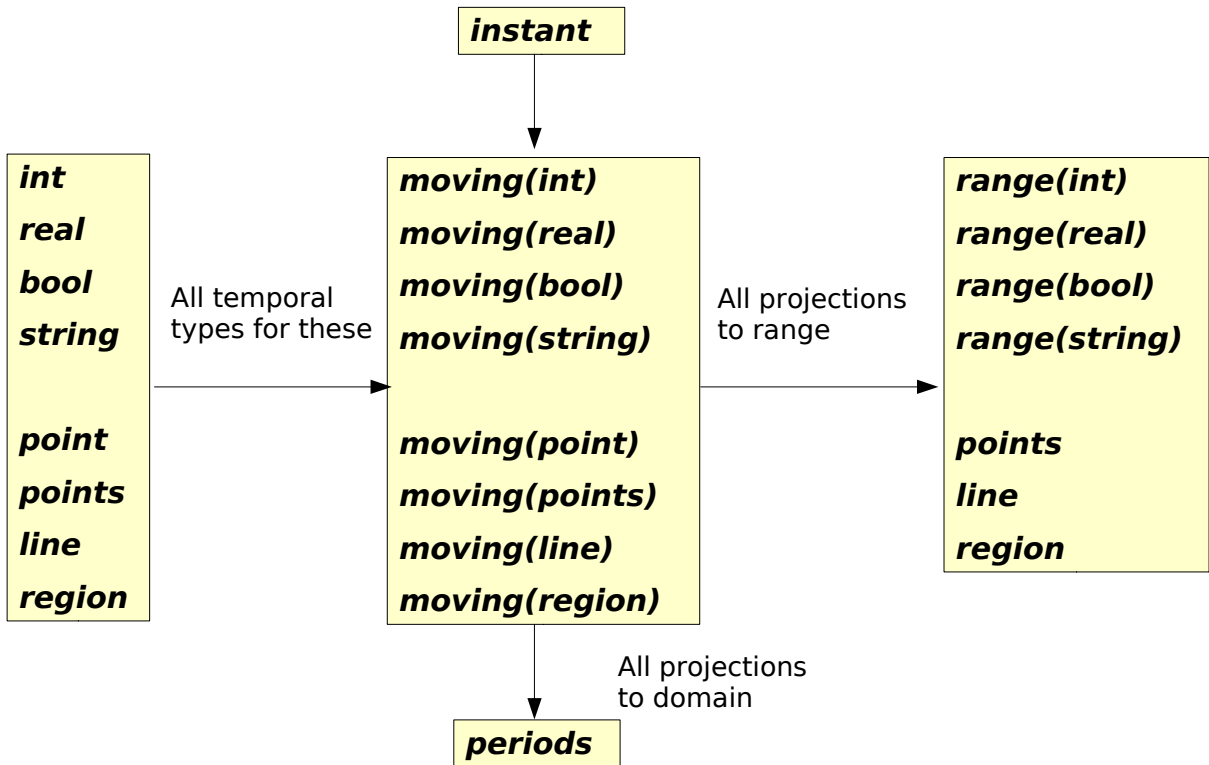 instant
int
real
bool
string
point
points
line
region
All temporal
types for these
moving(int)
moving(real)
moving(bool)
moving(string)
moving(point)
moving(points)
moving(line)
moving(region)
All projections
to range
range(int)
range(real)
range(bool)
range(string)
points
line
region
All projections
to domain
periods